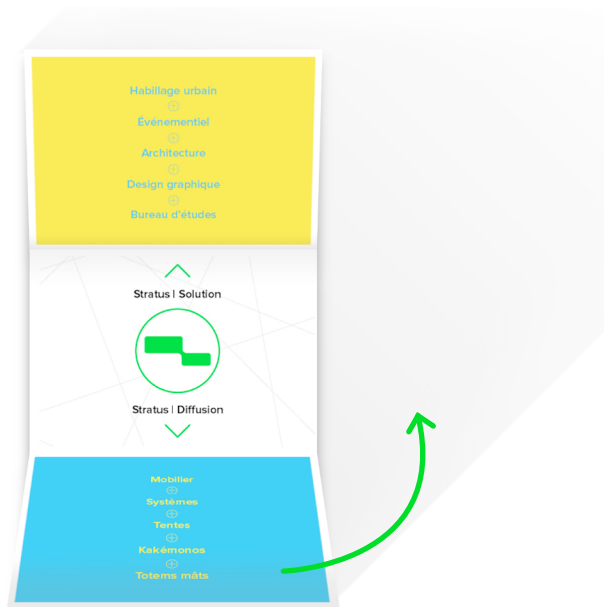 Habillage urbain
Événementiel
Architecture
Design graphique
Bureau d'études
Stratus | Solution
Stratus | Diffusion
Mobilier
Systèmes
Tentes
Kakémonos
Totems mâts